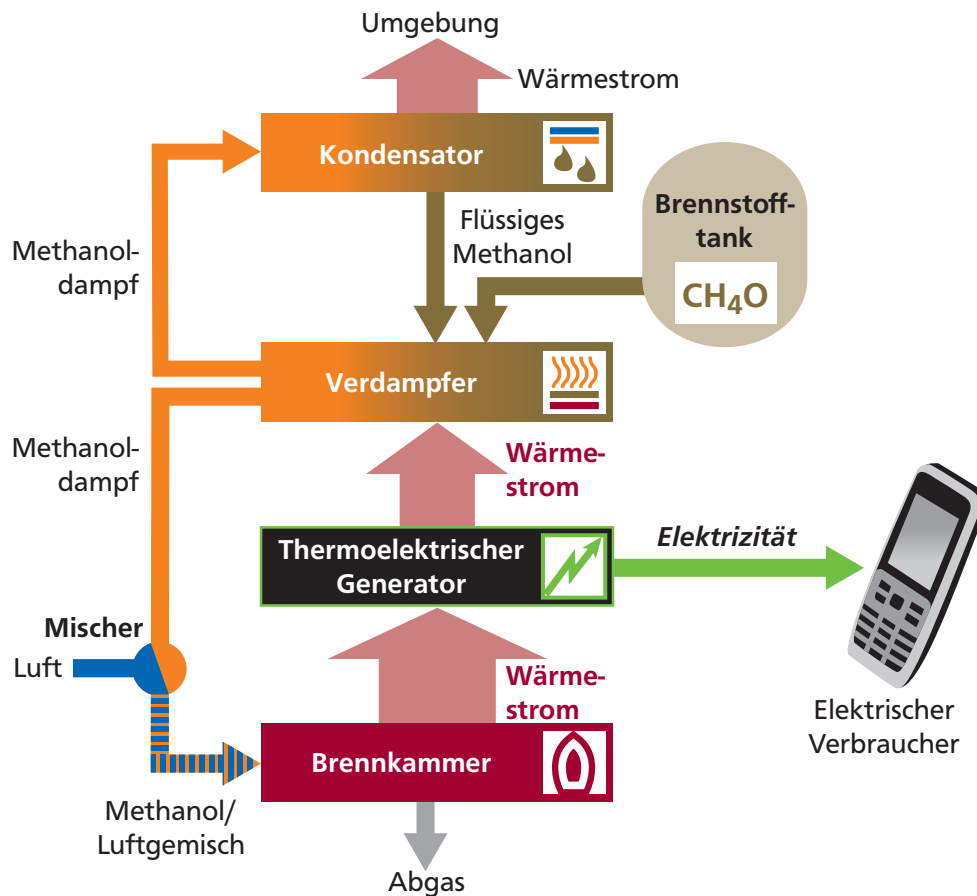 Umgebung
Wärmestrom
Kondensator
Brennstoff-
tank
CH₄O
Flüssiges
Methanol
Methanol-
dampf
Verdampfer
Methanol-
dampf
Wärme-
strom
Thermoelektrischer
Generator
Elektrizität
Mischer
Luft
Wärme-
strom
Elektrischer
Verbraucher
Brennkammer
Methanol/
Luftgemisch
Abgas